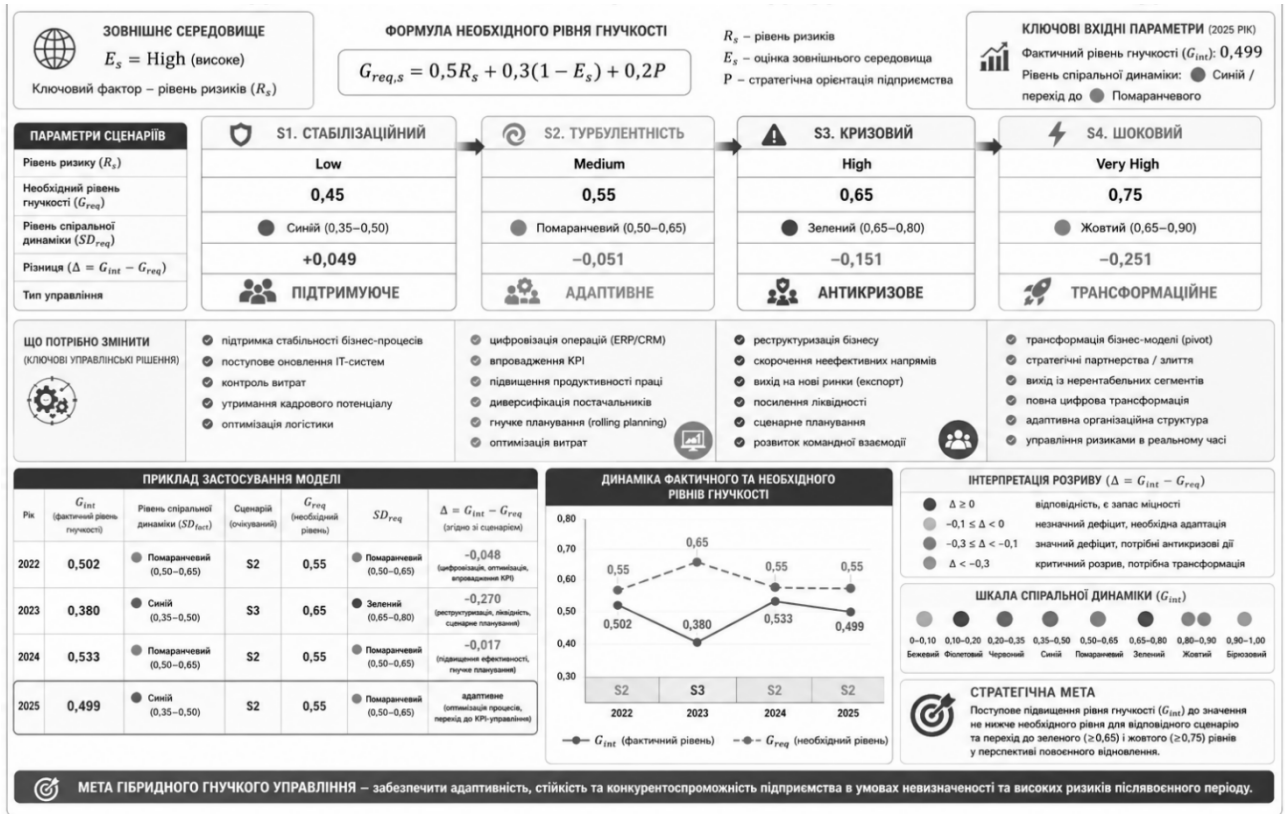 ЗОВНІШНЄ СЕРЕДОВИЩЕ
E_s = High (високе)
Ключовий фактор – рівень ризиків (R_s)
ФОРМУЛА НЕОБХІДНОГО РІВНЯ ГНУЧКОСТІ
G_req,s = 0,5R_s + 0,3(1 − E_s) + 0,2P
R_s – рівень ризиків
E_s – оцінка зовнішнього середовища
P – стратегічна орієнтація підприємства
КЛЮЧОВІ ВХІДНІ ПАРАМЕТРИ (2025 РІК)
Фактичний рівень гнучкості (G_int): 0,499
Рівень спіральної динаміки: Синій /
перехід до Помаранчевого
ПАРАМЕТРИ СЦЕНАРІЇВ
S1. СТАБІЛІЗАЦІЙНИЙ
S2. ТУРБУЛЕНТНІСТЬ
S3. КРИЗОВИЙ
S4. ШОКОВИЙ
Рівень ризику (R_s)
Low
Medium
High
Very High
Необхідний рівень
гнучкості (G_req)
0,45
0,55
0,65
0,75
Рівень спіральної
динаміки (SD_req)
Синій (0,35–0,50)
Помаранчевий (0,50–0,65)
Зелений (0,65–0,80)
Жовтий (0,65–0,90)
Різниця (Δ = G_int − G_req)
+0,049
−0,051
−0,151
−0,251
Тип управління
ПІДТРИМУЮЧЕ
АДАПТИВНЕ
АНТИКРИЗОВЕ
ТРАНСФОРМАЦІЙНЕ
ЩО ПОТРІБНО ЗМІНИТИ
(КЛЮЧОВІ УПРАВЛІНСЬКІ РІШЕННЯ)
підтримка стабільності бізнес-процесів
поступове оновлення ІТ-систем
контроль витрат
утримання кадрового потенціалу
оптимізація логістики
цифровізація операцій (ERP/CRM)
впровадження KPI
підвищення продуктивності праці
диверсифікація постачальників
гнучке планування (rolling planning)
оптимізація витрат
реструктуризація бізнесу
скорочення неефективних напрямів
вихід на нові ринки (експорт)
посилення ліквідності
сценарне планування
розвиток командної взаємодії
трансформація бізнес-моделі (pivot)
стратегічні партнерства / злиття
вихід із нерентабельних сегментів
повна цифрова трансформація
адаптивна організаційна структура
управління ризиками в реальному часі
ПРИКЛАД ЗАСТОСУВАННЯ МОДЕЛІ
Рік
G_int
(фактичний рівень
гнучкості)
Рівень спіральної
динаміки (SD_fact)
Сценарій
(очікуваний)
G_req
(необхідний
рівень)
SD_req
Δ = G_int − G_req
(згідно зі сценарієм)
2022
0,502
Помаранчевий
(0,50–0,65)
S2
0,55
Помаранчевий
(0,50–0,65)
−0,048
(цифровізація, оптимізація,
впровадження KPI)
2023
0,380
Синій
(0,35–0,50)
S3
0,65
Зелений
(0,65–0,80)
−0,270
(реструктуризація, ліквідність,
сценарне планування)
2024
0,533
Помаранчевий
(0,50–0,65)
S2
0,55
Помаранчевий
(0,50–0,65)
−0,017
(підвищення ефективності,
гнучке планування)
2025
0,499
Синій
(0,35–0,50)
S2
0,55
Помаранчевий
(0,50–0,65)
адаптивне
(оптимізація процесів,
перехід до KPI-управління)
ДИНАМІКА ФАКТИЧНОГО ТА НЕОБХІДНОГО
РІВНІВ ГНУЧКОСТІ
0,80
0,70
0,60
0,50
0,40
0,30
0,55
0,65
0,55
0,55
0,502
0,380
0,533
0,499
S2
S3
S2
S2
2022
2023
2024
2025
G_int (фактичний рівень)
G_req (необхідний рівень)
ІНТЕРПРЕТАЦІЯ РОЗРИВУ (Δ = G_int − G_req)
Δ ≥ 0 відповідність, є запас міцності
−0,1 ≤ Δ < 0 незначний дефіцит, необхідна адаптація
−0,3 ≤ Δ < −0,1 значний дефіцит, потрібні антикризові дії
Δ < −0,3 критичний розрив, потрібна трансформація
ШКАЛА СПІРАЛЬНОЇ ДИНАМІКИ (G_int)
0–0,10 0,10–0,20 0,20–0,35 0,35–0,50 0,50–0,65 0,65–0,80 0,80–0,90 0,90–1,00
Бежевий Фіолетовий Червоний Синій Помаранчевий Зелений Жовтий Бірюзовий
СТРАТЕГІЧНА МЕТА
Поступове підвищення рівня гнучкості (G_int) до значення
не нижче необхідного рівня для відповідного сценарію
та перехід до зеленого (≥0,65) і жовтого (≥0,75) рівнів
у перспективі повоєнного відновлення.
МЕТА ГІБРИДНОГО ГНУЧКОГО УПРАВЛІННЯ – забезпечити адаптивність, стійкість та конкурентоспроможність підприємства в умовах невизначеності та високих ризиків післявоєнного періоду.